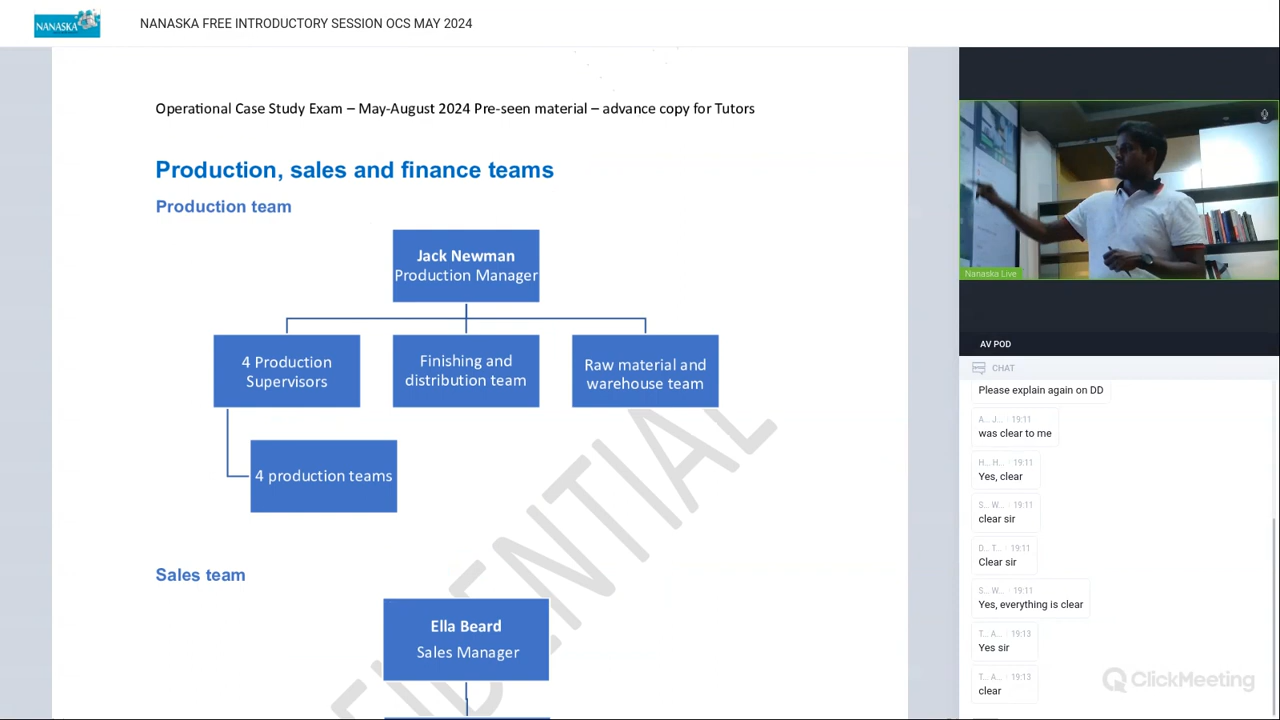 NANASKA
NANASKA FREE INTRODUCTORY SESSION OCS MAY 2024
Operational Case Study Exam – May-August 2024 Pre-seen material – advance copy for Tutors
Production, sales and finance teams
Production team
Jack Newman
Production Manager
4 Production
Supervisors
Finishing and
distribution team
Raw material and
warehouse team
4 production teams
Sales team
Ella Beard
Sales Manager
IDENTIAL
Nanaska Live
AV POD
CHAT
Please explain again on DD
A... J... 19:11
was clear to me
H... H... 19:11
Yes, clear
S... W... 19:11
clear sir
D... T... 19:11
Clear sir
S... W... 19:11
Yes, everything is clear
T... A... 19:13
Yes sir
T... A... 19:13
clear
ClickMeeting